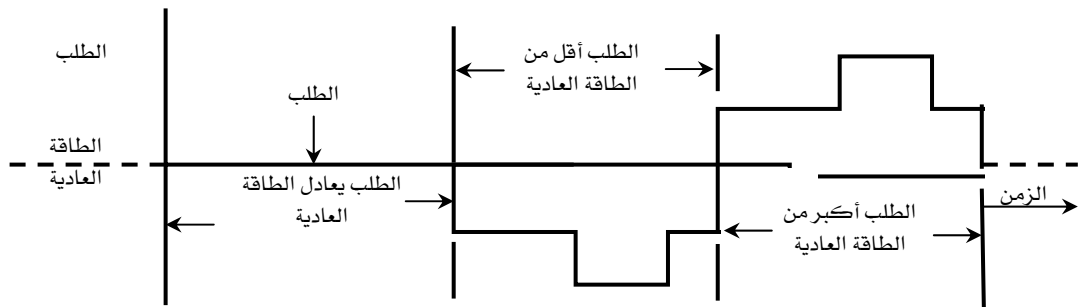 الطلب أقل من
الطاقة العادية
الطلب
الطلب
الطاقة
العادية
الطلب يعادل الطاقة
العادية
الزمن
الطلب أكبر من
الطاقة العادية